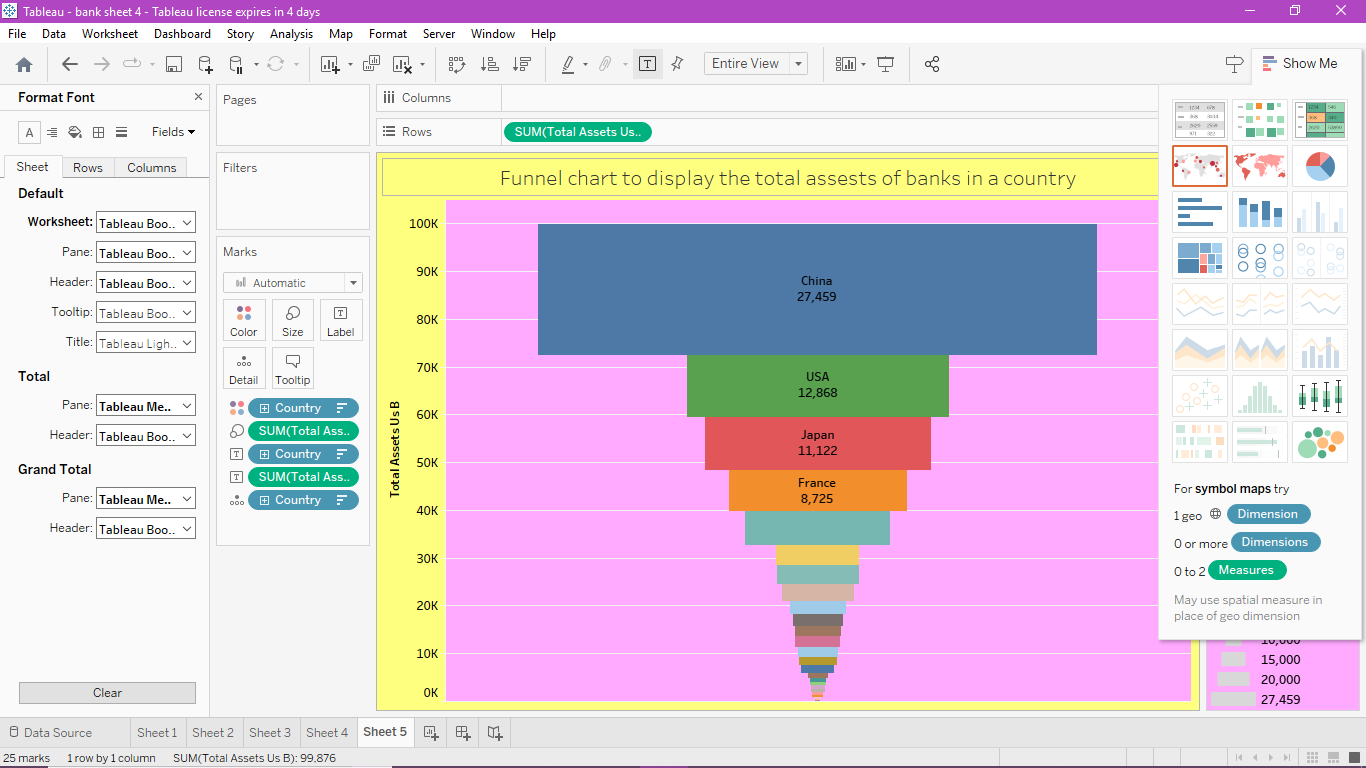 Tableau - bank sheet 4 - Tableau license expires in 4 days
File Data Worksheet Dashboard Story Analysis Map Format Server Window Help
Entire View
Show Me
Format Font
Fields
Sheet Rows Columns
Default
Worksheet: Tableau Boo..
Pane: Tableau Boo..
Header: Tableau Boo..
Tooltip: Tableau Boo..
Title: Tableau Ligh..
Total
Pane: Tableau Me..
Header: Tableau Boo..
Grand Total
Pane: Tableau Me..
Header: Tableau Boo..
Clear
Pages
Filters
Marks
Automatic
Color Size Label
Detail Tooltip
Country
SUM(Total Ass..
Country
SUM(Total Ass..
Country
Columns
Rows SUM(Total Assets Us..
Funnel chart to display the total assests of banks in a country
Total Assets Us B
100K
90K
80K
70K
60K
50K
40K
30K
20K
10K
0K
China
27,459
USA
12,868
Japan
11,122
France
8,725
For symbol maps try
1 geo Dimension
0 or more Dimensions
0 to 2 Measures
May use spatial measure in
place of geo dimension
10,000
15,000
20,000
27,459
Data Source Sheet 1 Sheet 2 Sheet 3 Sheet 4 Sheet 5
25 marks 1 row by 1 column SUM(Total Assets Us B): 99,876